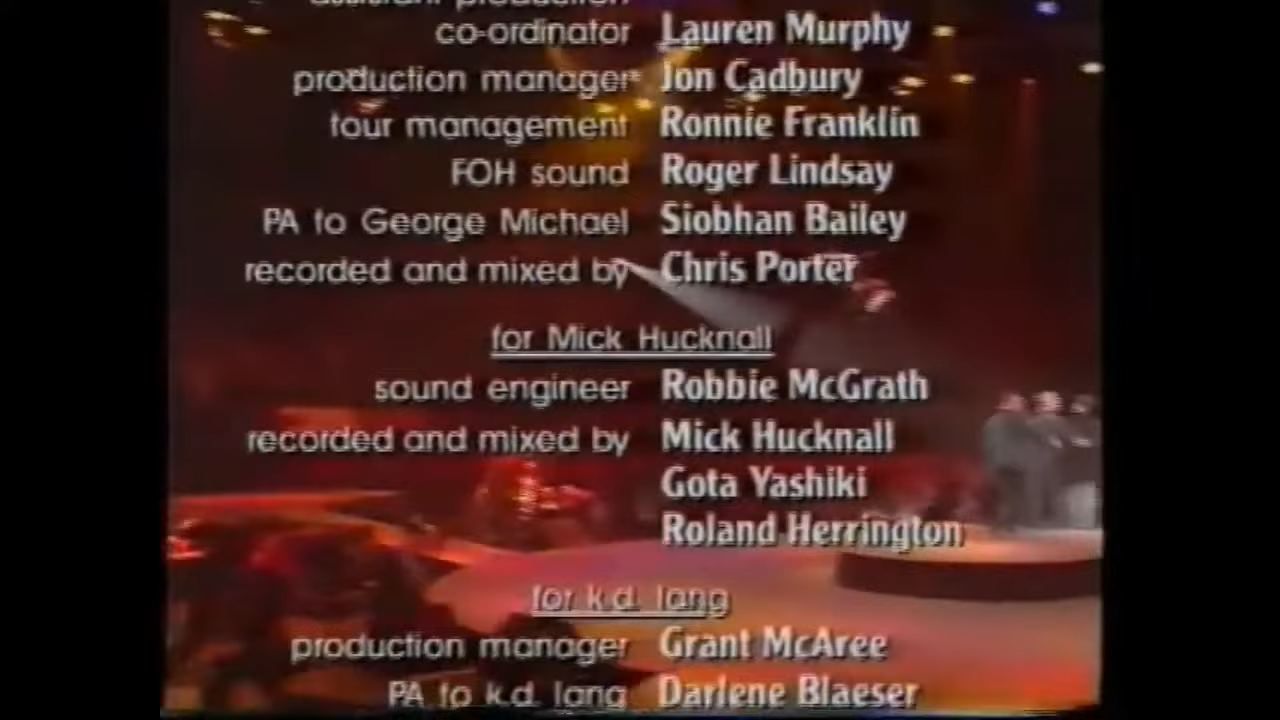 assistant production
co-ordinator Lauren Murphy
production manager Jon Cadbury
tour management Ronnie Franklin
FOH sound Roger Lindsay
PA to George Michael Siobhan Bailey
recorded and mixed by Chris Porter
for Mick Hucknall
sound engineer Robbie McGrath
recorded and mixed by Mick Hucknall
Gota Yashiki
Roland Herrington
for k.d. lang
production manager Grant McAree
PA to k.d. lang Darlene Blaeser